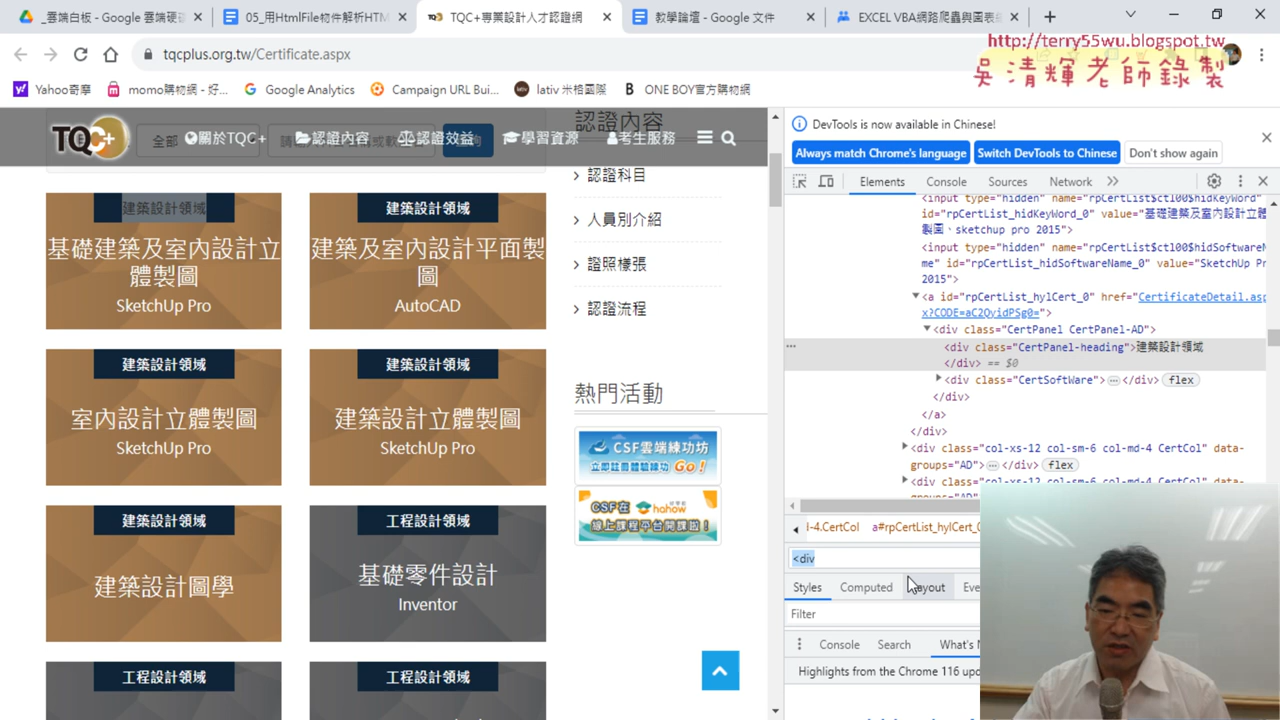 _雲端白板 - Google 雲端硬碟
05_用HtmlFile物件解析HTM
TQC+專業設計人才認證網
教學論壇 - Google 文件
EXCEL VBA網路爬蟲與圖表
tqcplus.org.tw/Certificate.aspx
http://terry55wu.blogspot.tw
吳清輝老師錄製
Yahoo奇摩
momo購物網 - 好...
Google Analytics
Campaign URL Bui...
lativ 米格國際
ONE BOY官方購物網
TQC+
全部
關於TQC+
認證內容
認證效益
學習資源
考生服務
認證內容
認證科目
人員別介紹
證照樣張
認證流程
熱門活動
CSF雲端練功坊
立即註冊體驗練功 Go!
CSF在 hahow
線上課程平台開課啦!
建築設計領域
基礎建築及室內設計立
體製圖
SketchUp Pro
建築設計領域
建築及室內設計平面製
圖
AutoCAD
建築設計領域
室內設計立體製圖
SketchUp Pro
建築設計領域
建築設計立體製圖
SketchUp Pro
建築設計領域
建築設計圖學
工程設計領域
基礎零件設計
Inventor
工程設計領域
工程設計領域
DevTools is now available in Chinese!
Always match Chrome's language
Switch DevTools to Chinese
Don't show again
Elements
Console
Sources
Network
<input type="hidden" name="rpCertList$ctl00$hidKeyWord"
id="rpCertList_hidKeyWord_0" value="基礎建築及室內設計立體
製圖、sketchup pro 2015">
<input type="hidden" name="rpCertList$ctl00$hidSoftwareN
me" id="rpCertList_hidSoftwareName_0" value="SketchUp Pr
2015">
<a id="rpCertList_hylCert_0" href="CertificateDetail.asp
x?CODE=aC2QyidPSg0=">
<div class="CertPanel CertPanel-AD">
<div class="CertPanel-heading">建築設計領域
</div> == $0
<div class="CertSoftWare"> … </div> flex
</div>
</a>
</div>
<div class="col-xs-12 col-sm-6 col-md-4 CertCol" data-
groups="AD"> … </div> flex
<div class="col-xs-12 col-sm-6 col-md-4 CertCol" data-
groups="AD"> … </div> flex
i-4.CertCol
a#rpCertList_hylCert_0
<div
Styles
Computed
Layout
Eve
Filter
Console
Search
What's N
Highlights from the Chrome 116 upd